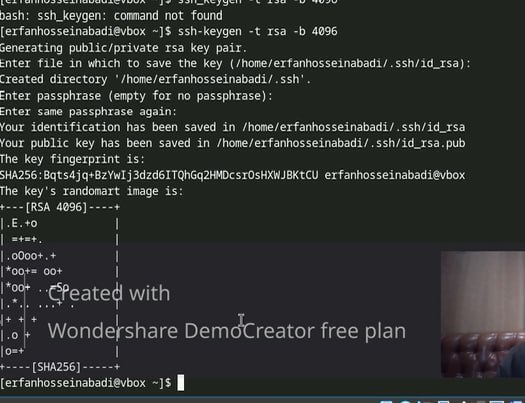 [erfanhosseinabadi@vbox ~]$ ssh_keygen -t rsa -b 4096
bash: ssh_keygen: command not found
[erfanhosseinabadi@vbox ~]$ ssh-keygen -t rsa -b 4096
Generating public/private rsa key pair.
Enter file in which to save the key (/home/erfanhosseinabadi/.ssh/id_rsa):
Created directory '/home/erfanhosseinabadi/.ssh'.
Enter passphrase (empty for no passphrase):
Enter same passphrase again:
Your identification has been saved in /home/erfanhosseinabadi/.ssh/id_rsa
Your public key has been saved in /home/erfanhosseinabadi/.ssh/id_rsa.pub
The key fingerprint is:
SHA256:Bqts4jq+BzYwIj3dzd6ITQhGq2HMDcsrOsHXWJBKtCU erfanhosseinabadi@vbox
The key's randomart image is:
+---[RSA 4096]----+
|.E.+o            |
| =+=+.           |
|.oOoo+.+         |
|*oo+= oo+        |
|*oo+ ..=So       |
|.*.. ...+ .      |
|+ + +            |
|.o +             |
|o=+              |
+----[SHA256]-----+
[erfanhosseinabadi@vbox ~]$
Created with
Wondershare DemoCreator free plan